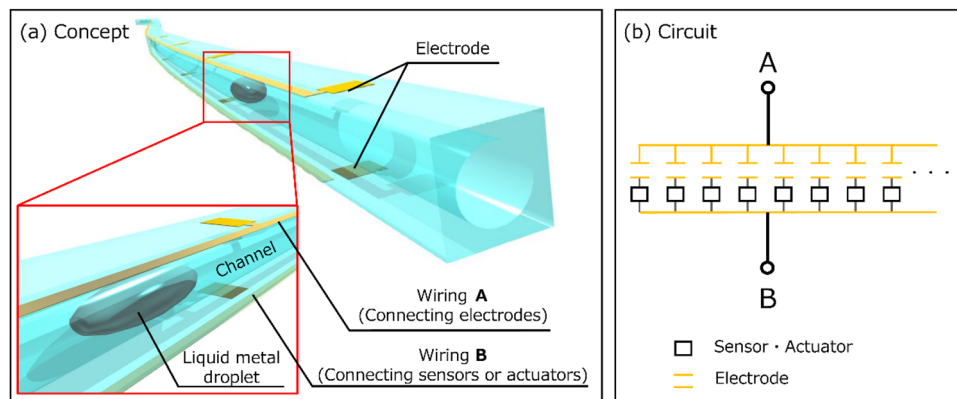 (a) Concept
Electrode
Channel
Liquid metal
droplet
Wiring A
(Connecting electrodes)
Wiring B
(Connecting sensors or actuators)
(b) Circuit
A
· · ·
B
Sensor・Actuator
Electrode